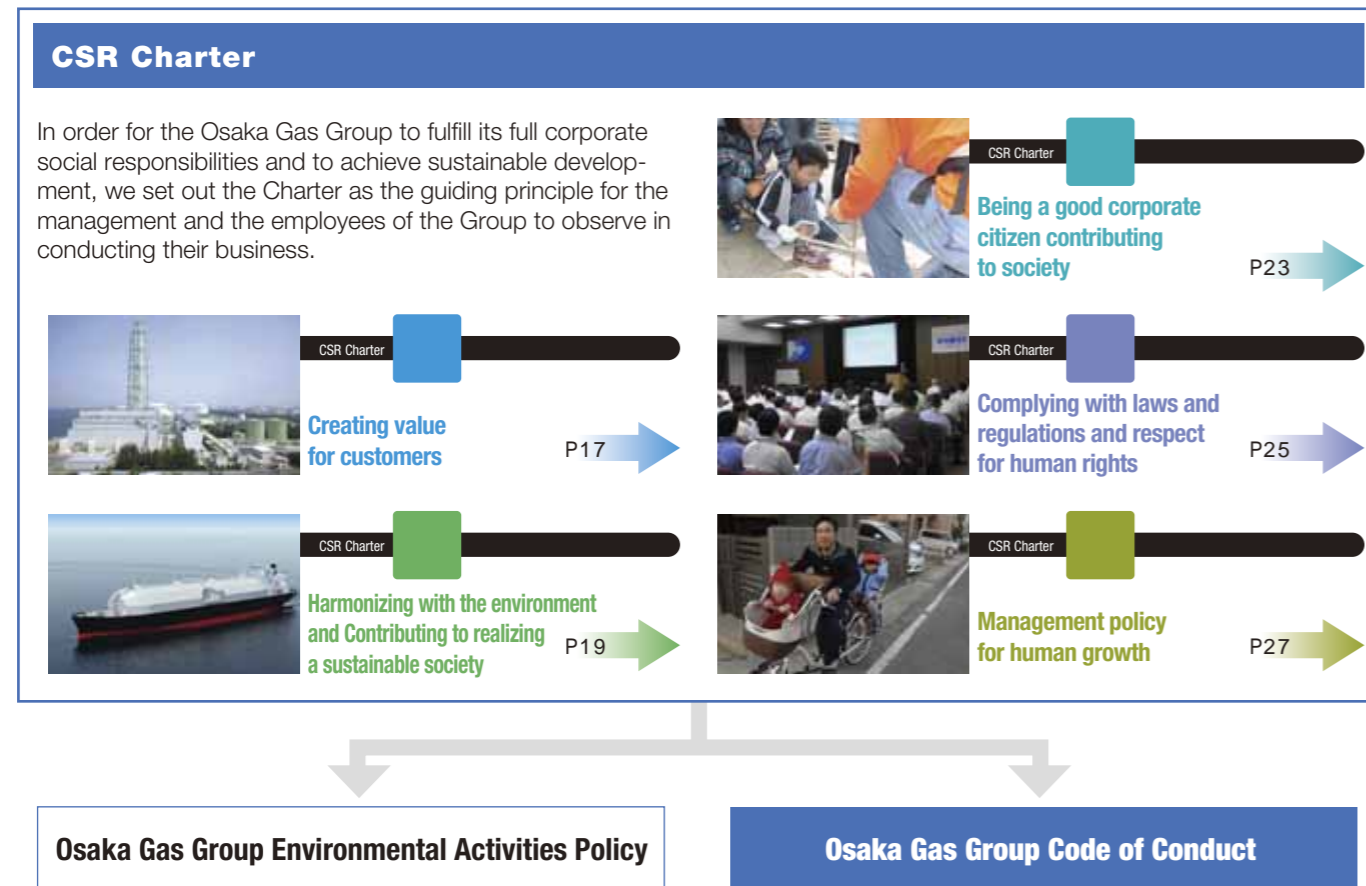 CSR Charter
In order for the Osaka Gas Group to fulfill its full corporate
social responsibilities and to achieve sustainable develop-
ment, we set out the Charter as the guiding principle for the
management and the employees of the Group to observe in
conducting their business.
CSR Charter
Creating value
for customers
P17
CSR Charter
Harmonizing with the environment
and Contributing to realizing
a sustainable society
P19
CSR Charter
Being a good corporate
citizen contributing
to society
P23
CSR Charter
Complying with laws and
regulations and respect
for human rights
P25
CSR Charter
Management policy
for human growth
P27
Osaka Gas Group Environmental Activities Policy
Osaka Gas Group Code of Conduct